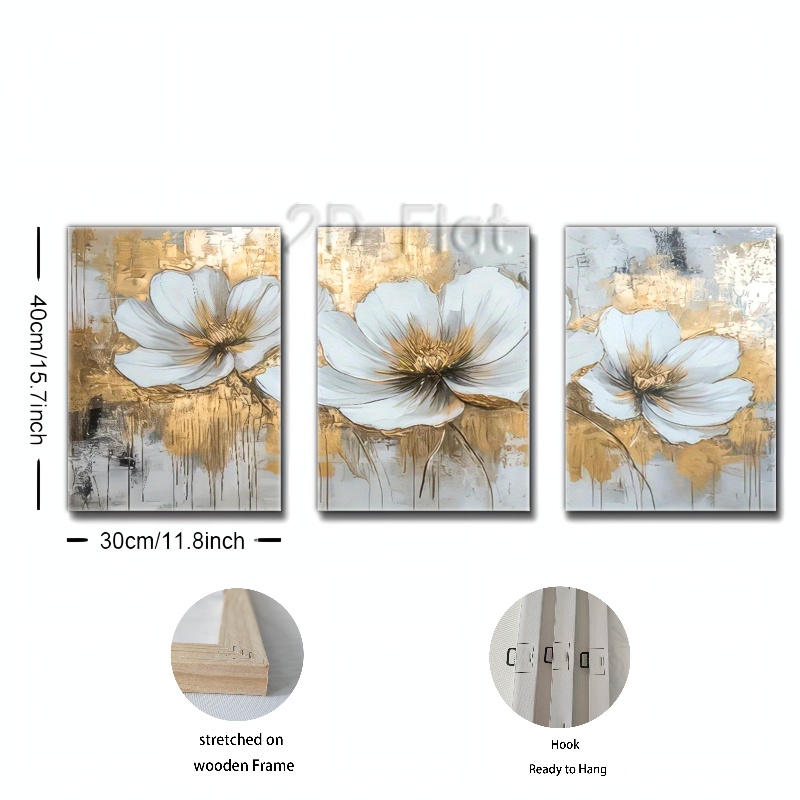 2D Flat
40cm/15.7inch
30cm/11.8inch
stretched on
wooden Frame
Hook
Ready to Hang